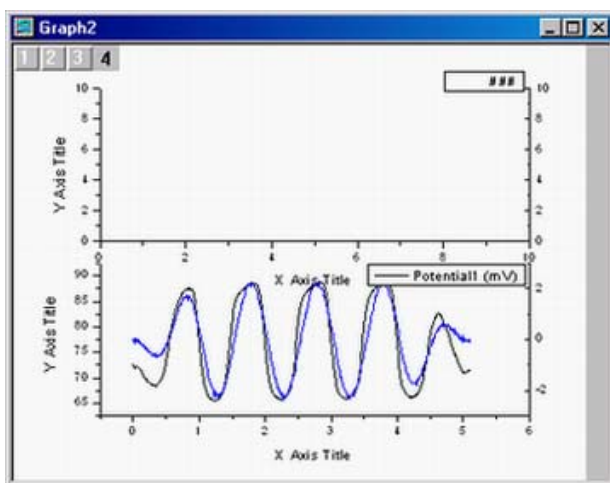 Graph2
1 2 3 4
###
10 10
8 8
6 6
Y Axis Title
4 4
2 2
0 0
0 2 4 6 8 10
X Axis Title
Potential1 (mV)
90
85 2
80
Y Axis Title
75 0
70
65 -2
0 1 2 3 4 5 6
X Axis Title